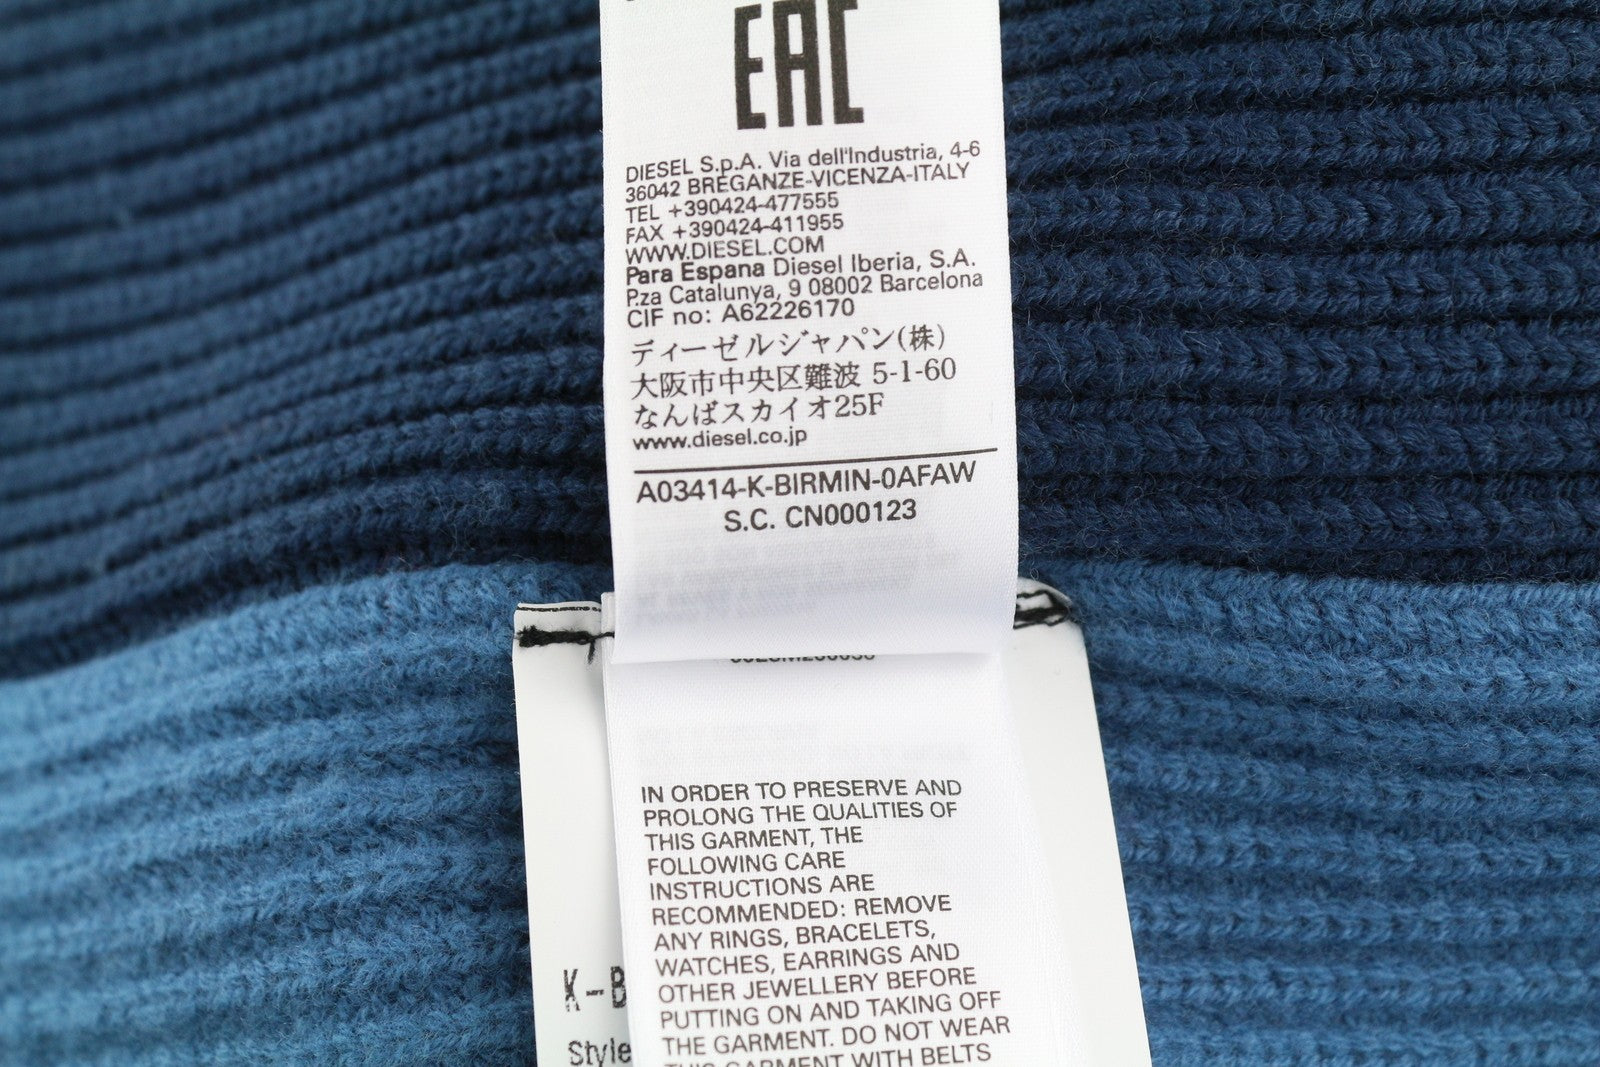 EAC
DIESEL S.p.A. Via dell'Industria, 4-6
36042 BREGANZE-VICENZA-ITALY
TEL +390424-477555
FAX +390424-411955
WWW.DIESEL.COM
Para Espana Diesel Iberia, S.A.
P.za Catalunya, 9 08002 Barcelona
CIF no: A62226170
ディーゼルジャパン(株)
大阪市中央区難波 5-1-60
なんばスカイオ25F
www.diesel.co.jp
A03414-K-BIRMIN-0AFAW
S.C. CN000123
IN ORDER TO PRESERVE AND
PROLONG THE QUALITIES OF
THIS GARMENT, THE
FOLLOWING CARE
INSTRUCTIONS ARE
RECOMMENDED: REMOVE
ANY RINGS, BRACELETS,
WATCHES, EARRINGS AND
OTHER JEWELLERY BEFORE
PUTTING ON AND TAKING OFF
THE GARMENT. DO NOT WEAR
THIS GARMENT WITH BELTS
K-B
Style